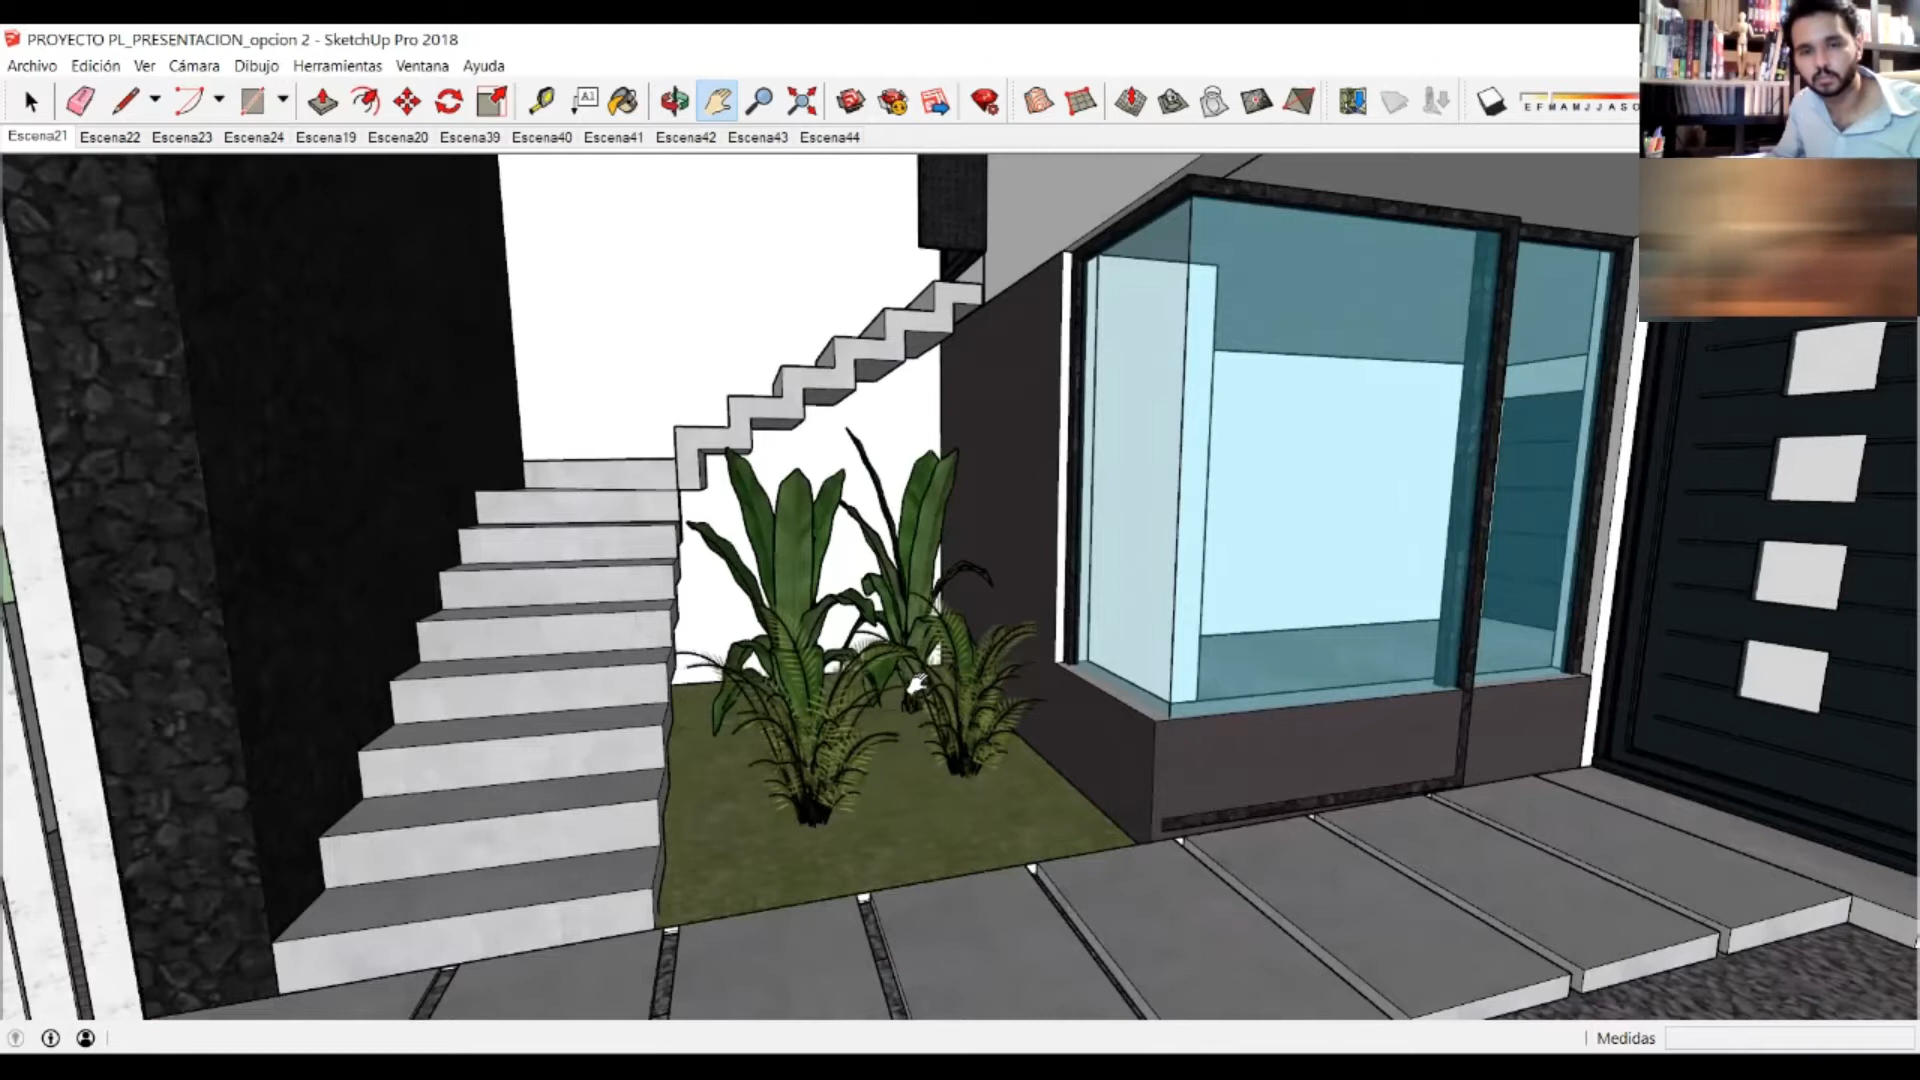 PROYECTO PL_PRESENTACION_opcion 2 - SketchUp Pro 2018
Archivo Edición Ver Cámara Dibujo Herramientas Ventana Ayuda
A1
E F M A M J J A S O
Escena21 Escena22 Escena23 Escena24 Escena19 Escena20 Escena39 Escena40 Escena41 Escena42 Escena43 Escena44
Medidas